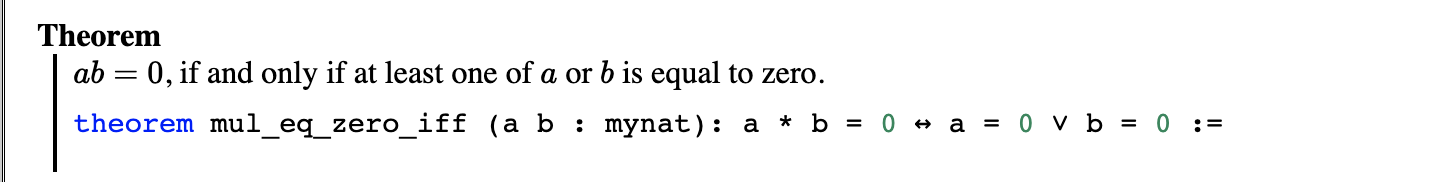 Theorem
ab = 0, if and only if at least one of a or b is equal to zero.
theorem mul_eq_zero_iff (a b : mynat): a * b = 0 ↔ a = 0 ∨ b = 0 :=